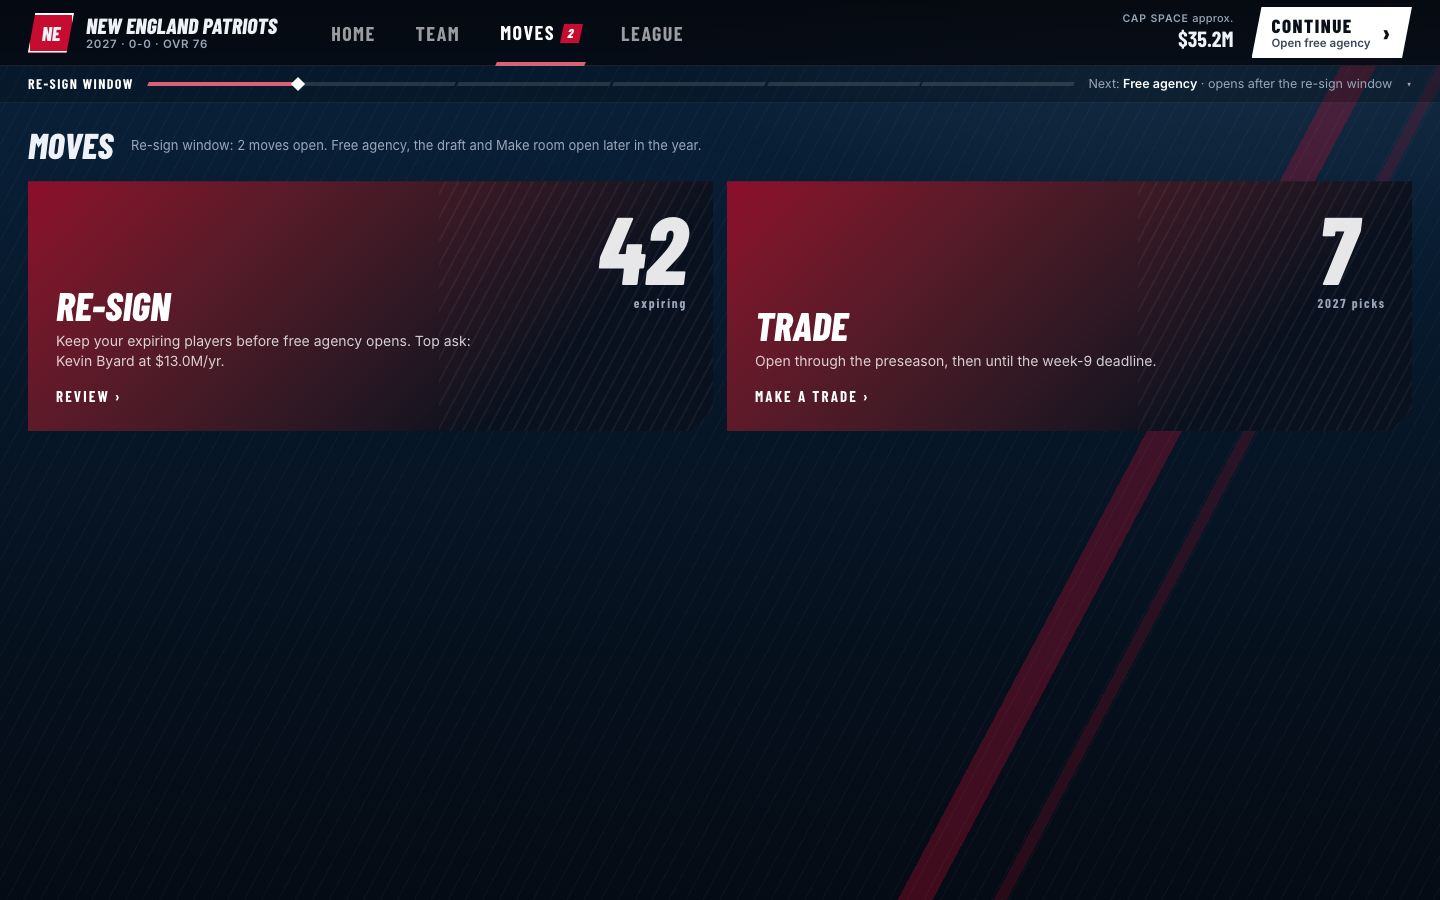 NE
NEW ENGLAND PATRIOTS
2027 · 0-0 · OVR 76
HOME
TEAM
MOVES 2
LEAGUE
CAP SPACE approx.
$35.2M
CONTINUE ›
Open free agency
RE-SIGN WINDOW
Next: Free agency · opens after the re-sign window
MOVES
Re-sign window: 2 moves open. Free agency, the draft and Make room open later in the year.
42
expiring
RE-SIGN
Keep your expiring players before free agency opens. Top ask:
Kevin Byard at $13.0M/yr.
REVIEW ›
7
2027 picks
TRADE
Open through the preseason, then until the week-9 deadline.
MAKE A TRADE ›